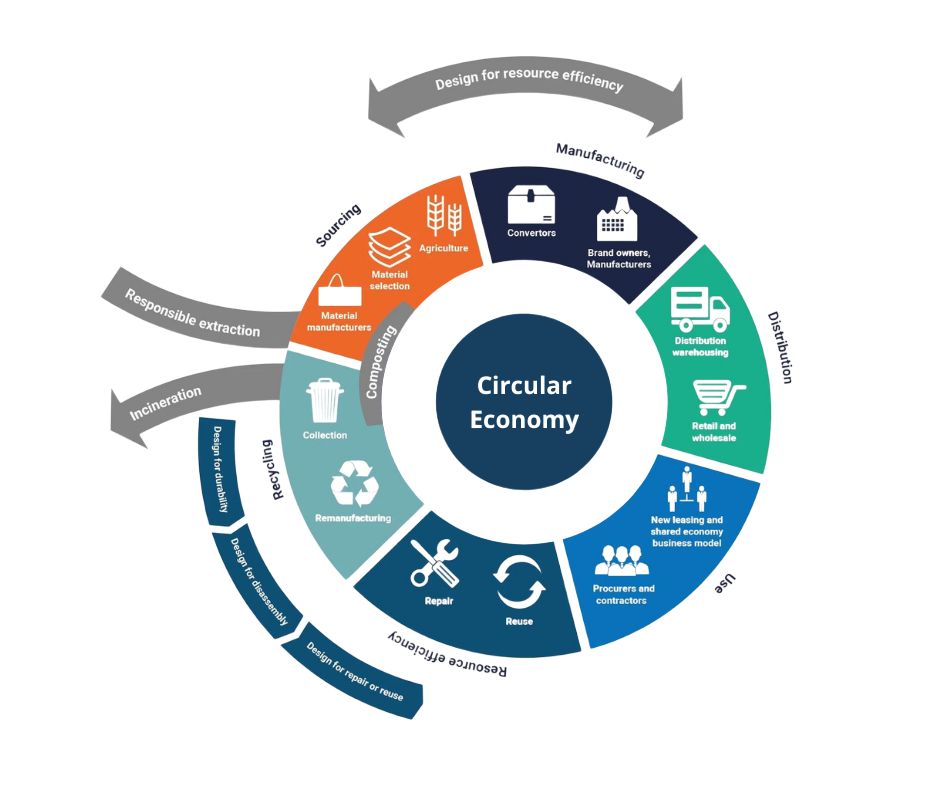 Design for resource efficiency
Manufacturing
Convertors
Brand owners,
Manufacturers
Sourcing
Agriculture
Material
selection
Material
manufacturers
Responsible extraction
Incineration
Composting
Circular
Economy
Distribution
Distribution
warehousing
Retail and
wholesale
Use
New leasing and
shared economy
business model
Procurers and
contractors
Resource efficiency
Reuse
Repair
Recycling
Collection
Remanufacturing
Design for durability
Design for disassembly
Design for repair or reuse